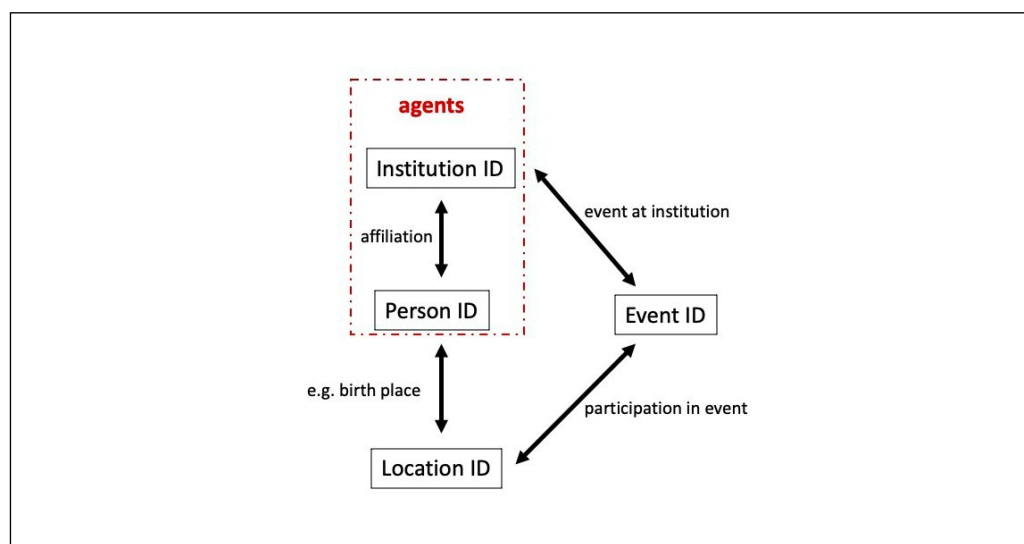 agents
Institution ID
event at institution
affiliation
Person ID
Event ID
e.g. birth place
participation in event
Location ID